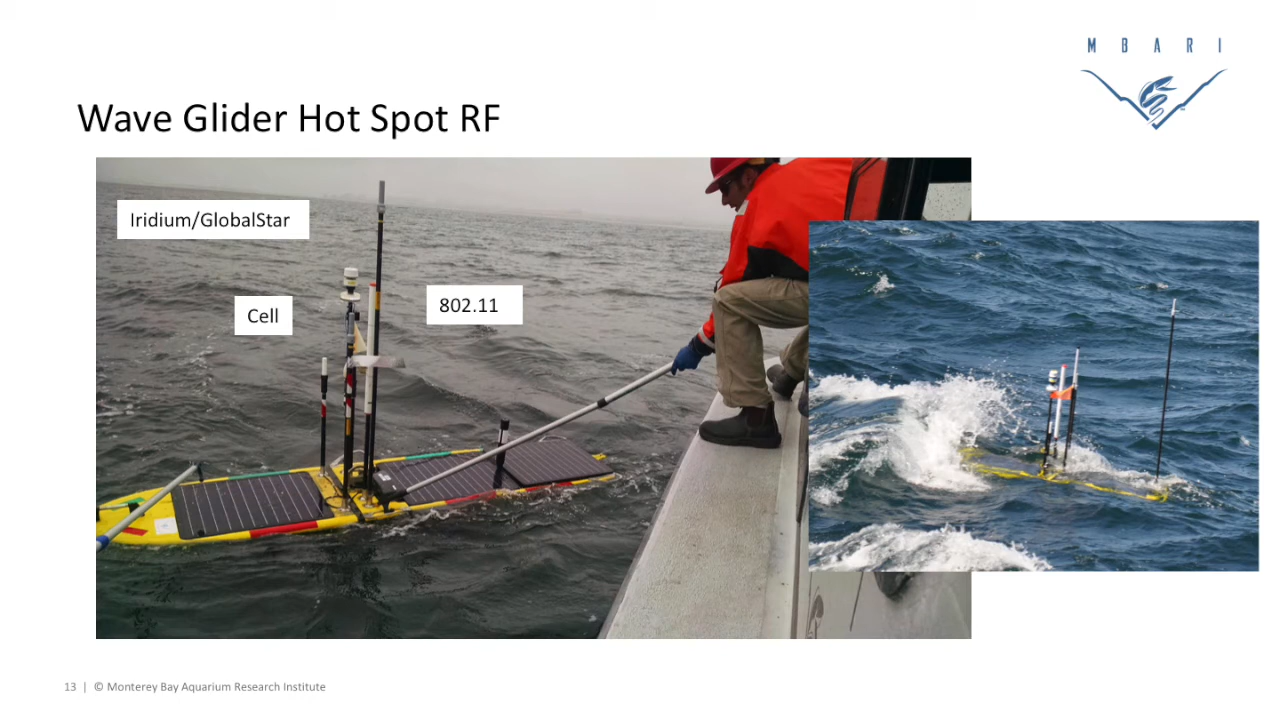 M B A R I
Wave Glider Hot Spot RF
Iridium/GlobalStar
Cell
802.11
13 | © Monterey Bay Aquarium Research Institute